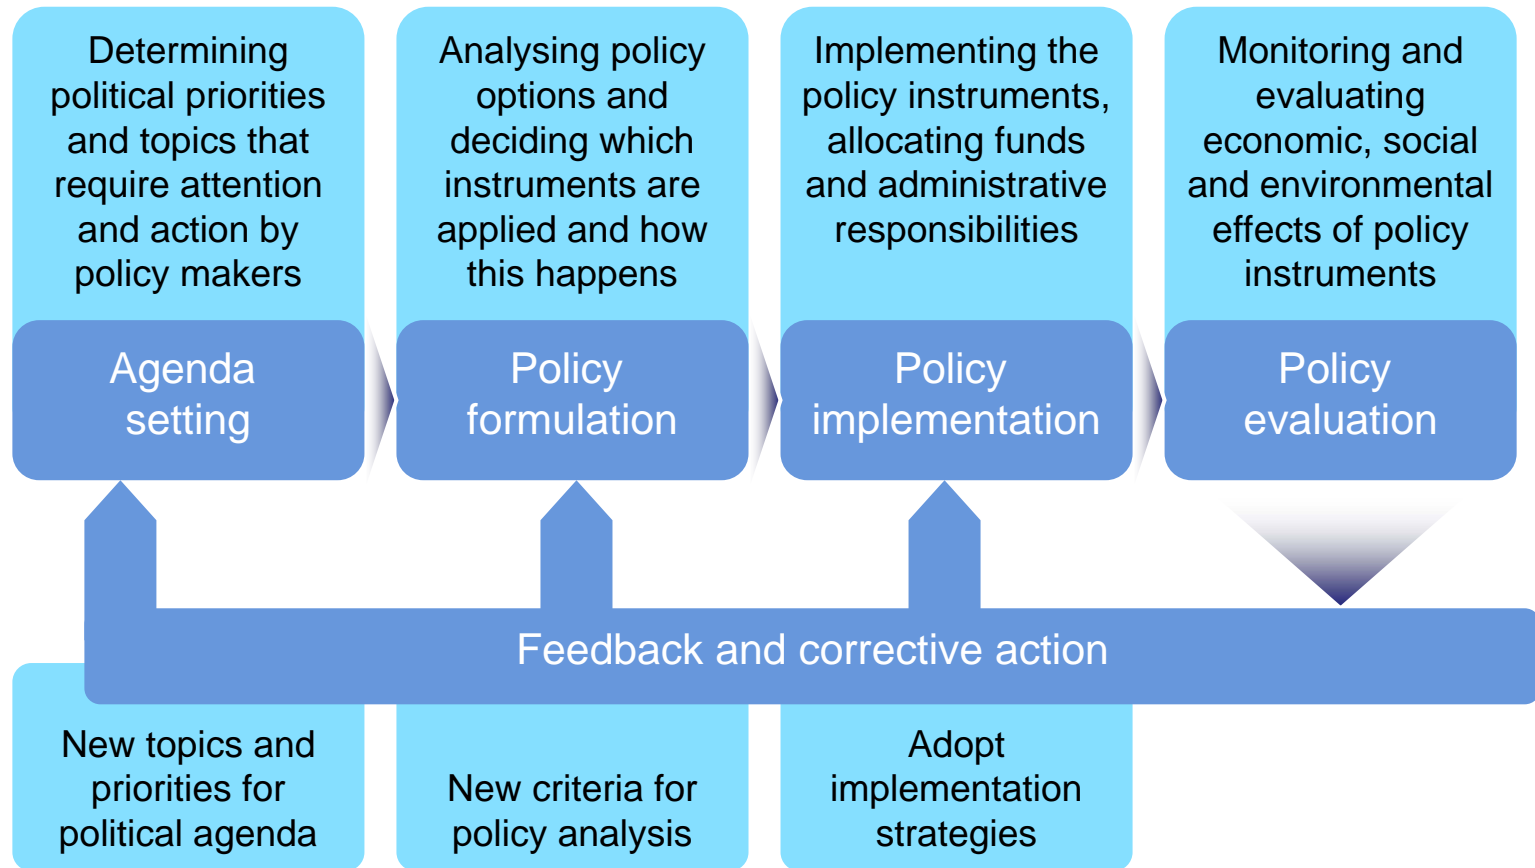 Determining
political priorities
and topics that
require attention
and action by
policy makers
Analysing policy
options and
deciding which
instruments are
applied and how
this happens
Implementing the
policy instruments,
allocating funds
and administrative
responsibilities
Monitoring and
evaluating
economic, social
and environmental
effects of policy
instruments
Agenda
setting
Policy
formulation
Policy
implementation
Policy
evaluation
Feedback and corrective action
New topics and
priorities for
political agenda
New criteria for
policy analysis
Adopt
implementation
strategies